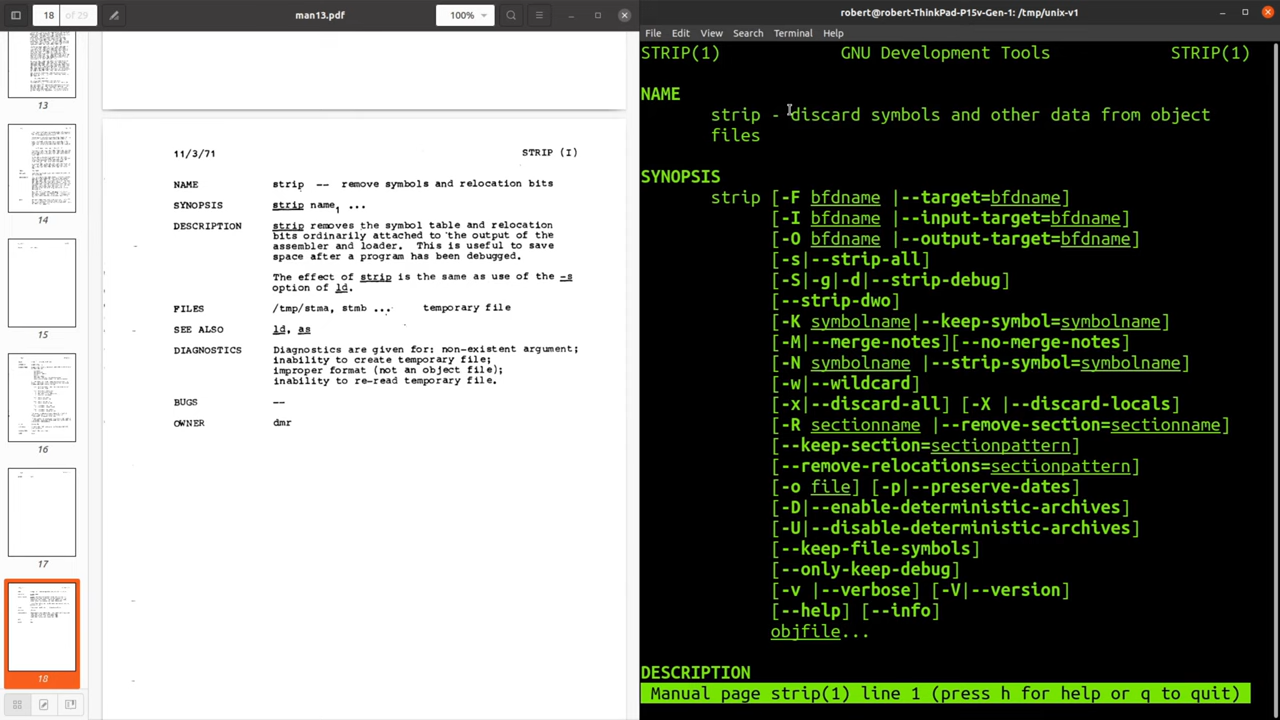 18 of 29
man13.pdf
100%
13
14
15
16
17
18
11/3/71 STRIP (I)
NAME strip -- remove symbols and relocation bits
SYNOPSIS strip name1 ...
DESCRIPTION strip removes the symbol table and relocation
bits ordinarily attached to the output of the
assembler and loader. This is useful to save
space after a program has been debugged.
The effect of strip is the same as use of the -s
option of ld.
FILES /tmp/stma, stmb ... temporary file
SEE ALSO ld, as
DIAGNOSTICS Diagnostics are given for: non-existent argument;
inability to create temporary file;
improper format (not an object file);
inability to re-read temporary file.
BUGS --
OWNER dmr
robert@robert-ThinkPad-P15v-Gen-1: /tmp/unix-v1
File Edit View Search Terminal Help
STRIP(1) GNU Development Tools STRIP(1)
NAME
strip - discard symbols and other data from object
files
SYNOPSIS
strip [-F bfdname |--target=bfdname]
[-I bfdname |--input-target=bfdname]
[-O bfdname |--output-target=bfdname]
[-s|--strip-all]
[-S|-g|-d|--strip-debug]
[--strip-dwo]
[-K symbolname|--keep-symbol=symbolname]
[-M|--merge-notes][--no-merge-notes]
[-N symbolname |--strip-symbol=symbolname]
[-w|--wildcard]
[-x|--discard-all] [-X |--discard-locals]
[-R sectionname |--remove-section=sectionname]
[--keep-section=sectionpattern]
[--remove-relocations=sectionpattern]
[-o file] [-p|--preserve-dates]
[-D|--enable-deterministic-archives]
[-U|--disable-deterministic-archives]
[--keep-file-symbols]
[--only-keep-debug]
[-v |--verbose] [-V|--version]
[--help] [--info]
objfile...
DESCRIPTION
Manual page strip(1) line 1 (press h for help or q to quit)